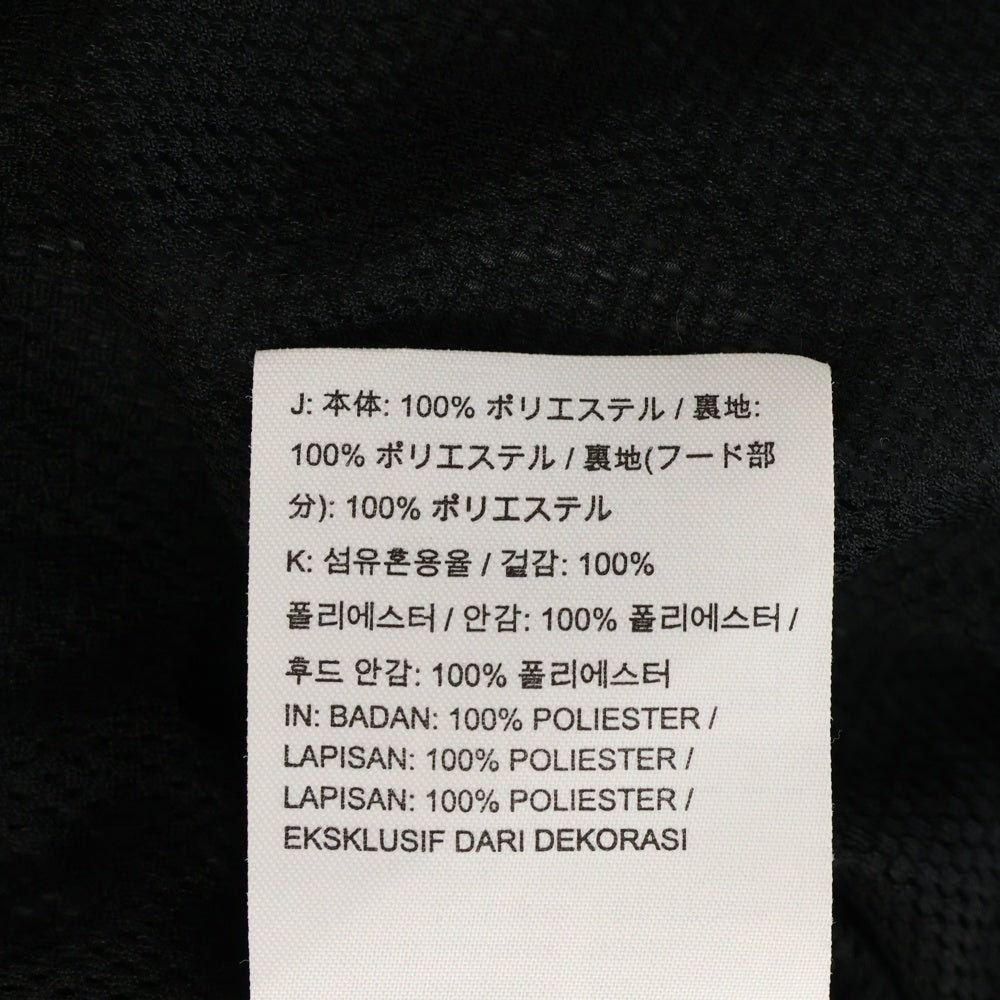 J: 本体: 100% ポリエステル / 裏地:
100% ポリエステル / 裏地(フード部
分): 100% ポリエステル
K: 섬유혼용율 / 겉감: 100%
폴리에스터 / 안감: 100% 폴리에스터 /
후드 안감: 100% 폴리에스터
IN: BADAN: 100% POLIESTER /
LAPISAN: 100% POLIESTER /
LAPISAN: 100% POLIESTER /
EKSKLUSIF DARI DEKORASI